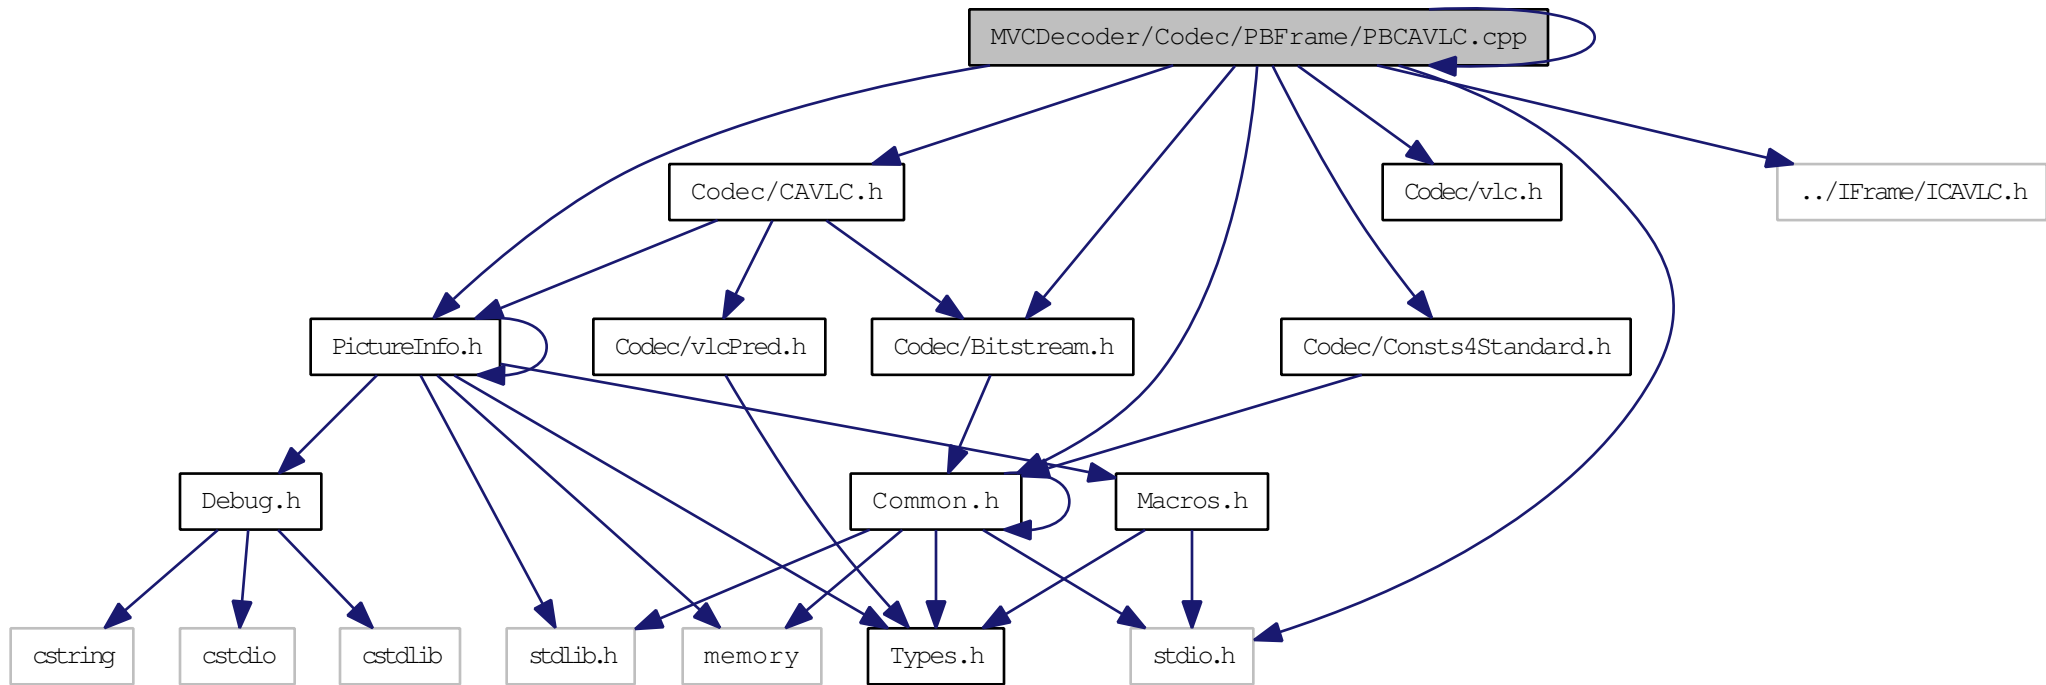 MVCDecoder/Codec/PBFrame/PBCAVLC.cpp
Codec/CAVLC.h
Codec/vlc.h
../IFrame/ICAVLC.h
PictureInfo.h
Codec/vlcPred.h
Codec/Bitstream.h
Codec/Consts4Standard.h
Debug.h
Common.h
Macros.h
cstring
cstdio
cstdlib
stdlib.h
memory
Types.h
stdio.h